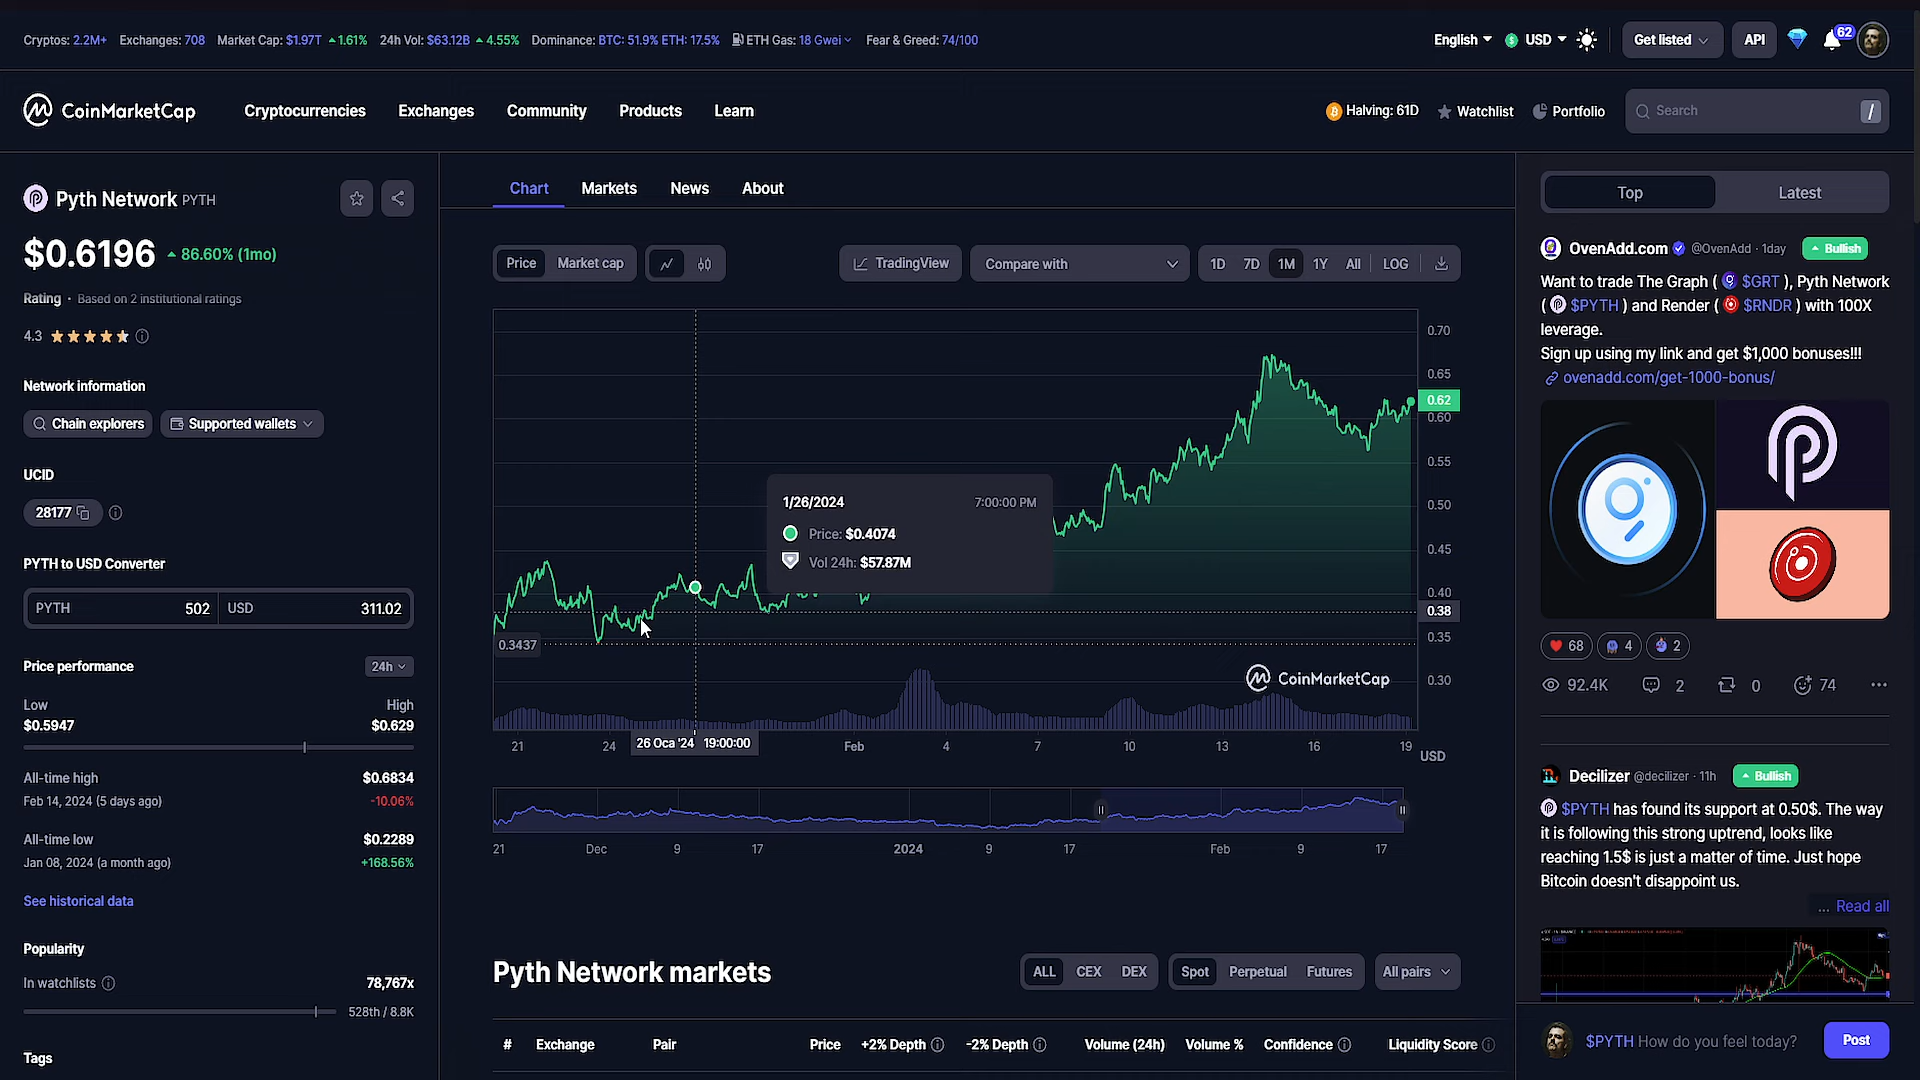 Cryptos: 2.2M+ Exchanges: 708 Market Cap: $1.97T 1.61% 24h Vol: $63.12B 4.55% Dominance: BTC: 51.9% ETH: 17.5% ETH Gas: 18 Gwei Fear & Greed: 74/100
English USD Get listed API 62
CoinMarketCap Cryptocurrencies Exchanges Community Products Learn
Halving: 61D Watchlist Portfolio Search /
Pyth Network PYTH
$0.6196 86.60% (1mo)
Rating · Based on 2 institutional ratings
4.3
Network information
Chain explorers Supported wallets
UCID
28177
PYTH to USD Converter
PYTH 502 USD 311.02
Price performance 24h
Low High
$0.5947 $0.629
All-time high $0.6834
Feb 14, 2024 (5 days ago) -10.06%
All-time low $0.2289
Jan 08, 2024 (a month ago) +168.56%
See historical data
Popularity
In watchlists 78,767x
528th / 8.8K
Tags
Chart Markets News About
Price Market cap TradingView Compare with 1D 7D 1M 1Y All LOG
0.70
0.65
0.62
0.60
0.55
0.50
0.45
0.40
0.38
0.35
0.30
1/26/2024 7:00:00 PM
Price: $0.4074
Vol 24h: $57.87M
0.3437
CoinMarketCap
21 24 26 Oca '24 19:00:00 Feb 4 7 10 13 16 19
USD
21 Dec 9 17 2024 9 17 Feb 9 17
Pyth Network markets ALL CEX DEX Spot Perpetual Futures All pairs
# Exchange Pair Price +2% Depth -2% Depth Volume (24h) Volume % Confidence Liquidity Score
Top Latest
OvenAdd.com @OvenAdd · 1day Bullish
Want to trade The Graph ( $GRT ), Pyth Network
( $PYTH ) and Render ( $RNDR ) with 100X
leverage.
Sign up using my link and get $1,000 bonuses!!!
ovenadd.com/get-1000-bonus/
68 4 2
92.4K 2 0 74
Decilizer @decilizer · 11h Bullish
$PYTH has found its support at 0.50$. The way
it is following this strong uptrend, looks like
reaching 1.5$ is just a matter of time. Just hope
Bitcoin doesn't disappoint us.
... Read all
$PYTH How do you feel today? Post